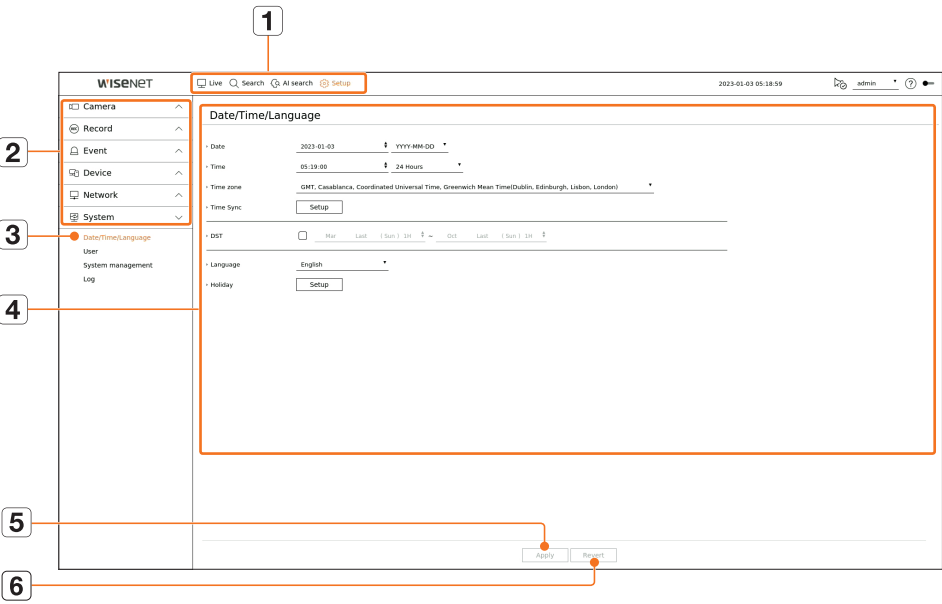 1
WISENET Live Search AI search Setup 2023-01-03 05:18:59 admin ?
Camera
Record
Event
Device
Network
System
Date/Time/Language
User
System management
Log
2
3
4
Date/Time/Language
Date 2023-01-03 YYYY-MM-DD
Time 05:19:00 24 Hours
Time zone GMT, Casablanca, Coordinated Universal Time, Greenwich Mean Time(Dublin, Edinburgh, Lisbon, London)
Time Sync Setup
DST Mar Last (Sun) 1H ~ Oct Last (Sun) 1H
Language English
Holiday Setup
5
Apply Revert
6